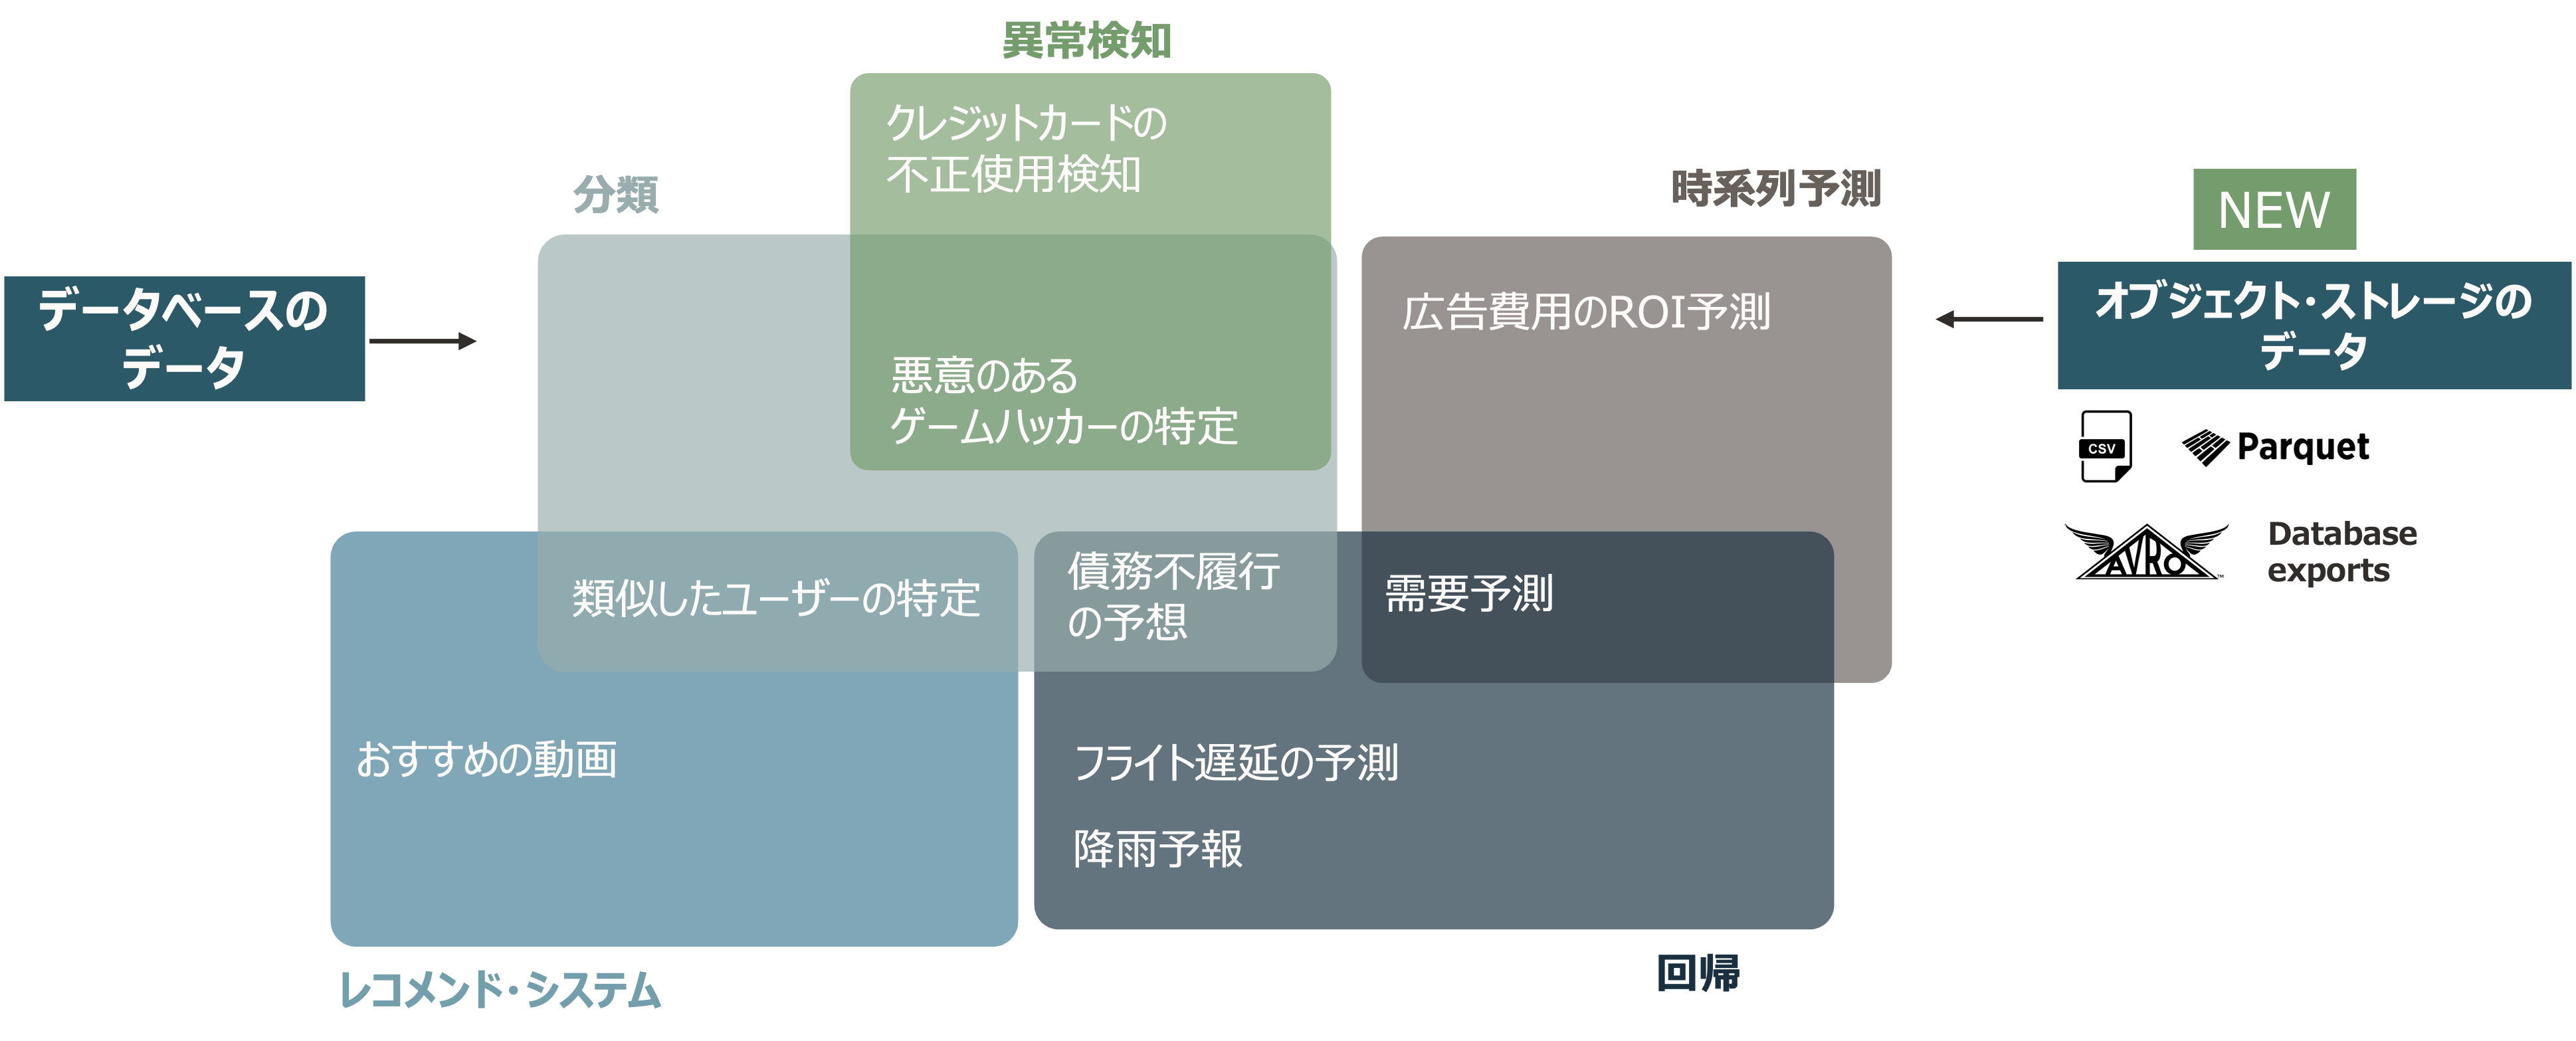 異常検知
クレジットカードの
不正使用検知
分類
時系列予測
NEW
データベースの
データ
オブジェクト・ストレージの
データ
広告費用のROI予測
悪意のある
ゲームハッカーの特定
CSV
Parquet
AVRO™
Database
exports
類似したユーザーの特定
債務不履行
の予想
需要予測
おすすめの動画
フライト遅延の予測
降雨予報
レコメンド・システム
回帰